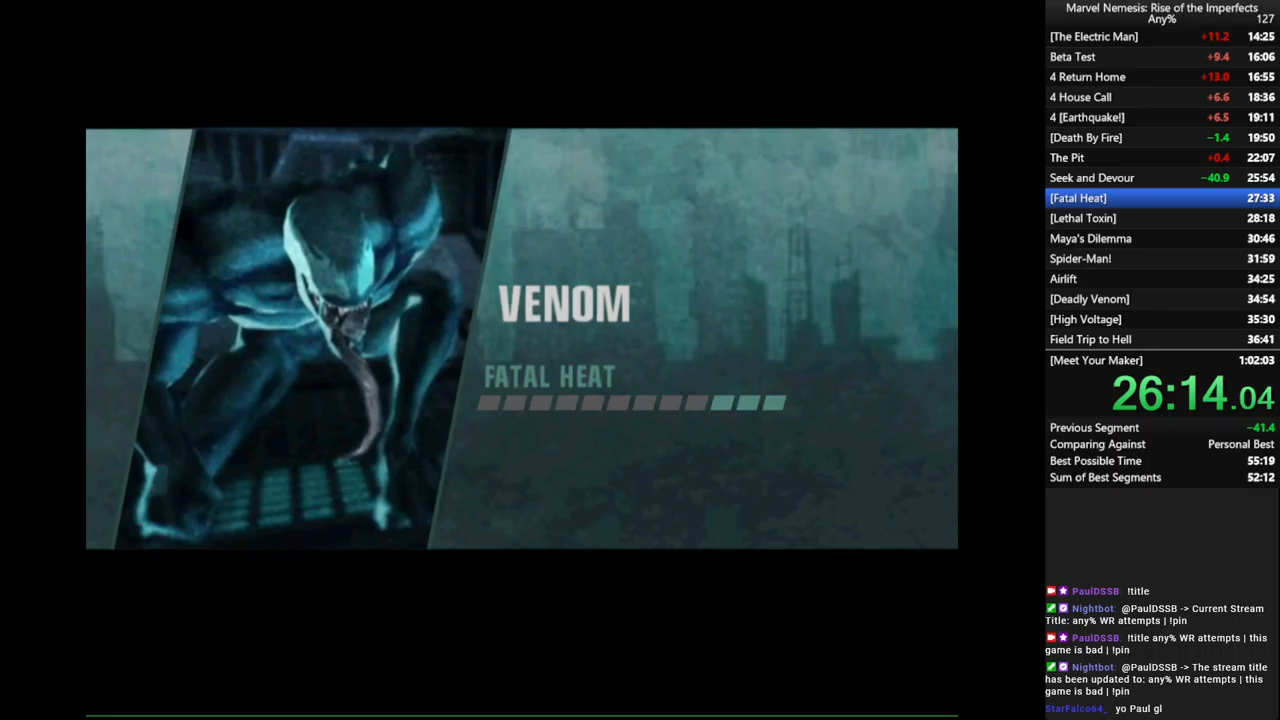 VENOM
FATAL HEAT
Marvel Nemesis: Rise of the Imperfects
Any% 127
[The Electric Man] +11.2 14:25
Beta Test +9.4 16:06
4 Return Home +13.0 16:55
4 House Call +6.6 18:36
4 [Earthquake!] +6.5 19:11
[Death By Fire] −1.4 19:50
The Pit +0.4 22:07
Seek and Devour −40.9 25:54
[Fatal Heat] 27:33
[Lethal Toxin] 28:18
Maya's Dilemma 30:46
Spider-Man! 31:59
Airlift 34:25
[Deadly Venom] 34:54
[High Voltage] 35:30
Field Trip to Hell 36:41
[Meet Your Maker] 1:02:03
26:14.04
Previous Segment −41.4
Comparing Against Personal Best
Best Possible Time 55:19
Sum of Best Segments 52:12
PaulDSSB: !title
Nightbot: @PaulDSSB -> Current Stream
Title: any% WR attempts | !pin
PaulDSSB: !title any% WR attempts | this
game is bad | !pin
Nightbot: @PaulDSSB -> The stream title
has been updated to: any% WR attempts | this
game is bad | !pin
StarFalco64_ yo Paul gl